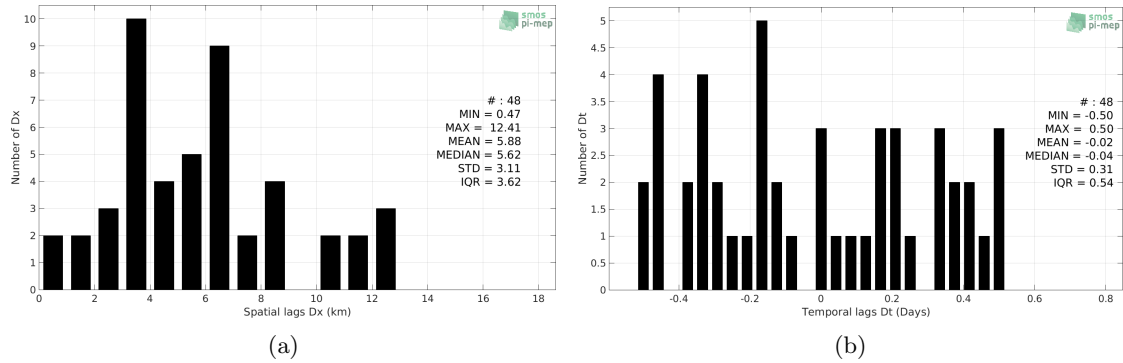 smos
pi-mep
10
9
8
7
6
5
4
3
2
1
0
Number of Dx
# : 48
MIN = 0.47
MAX = 12.41
MEAN = 5.88
MEDIAN = 5.62
STD = 3.11
IQR = 3.62
0 2 4 6 8 10 12 14 16 18
Spatial lags Dx (km)
(a)
smos
pi-mep
5
4.5
4
3.5
3
2.5
2
1.5
1
0.5
0
Number of Dt
# : 48
MIN = -0.50
MAX = 0.50
MEAN = -0.02
MEDIAN = -0.04
STD = 0.31
IQR = 0.54
-0.4 -0.2 0 0.2 0.4 0.6 0.8
Temporal lags Dt (Days)
(b)